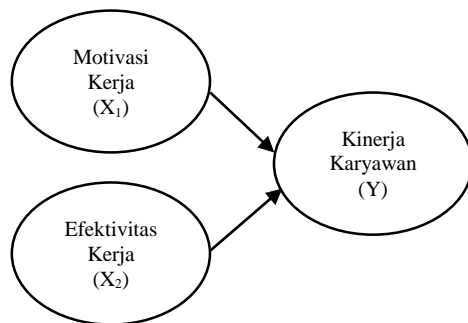 Motivasi
Kerja
(X₁)
Kinerja
Karyawan
(Y)
Efektivitas
Kerja
(X₂)